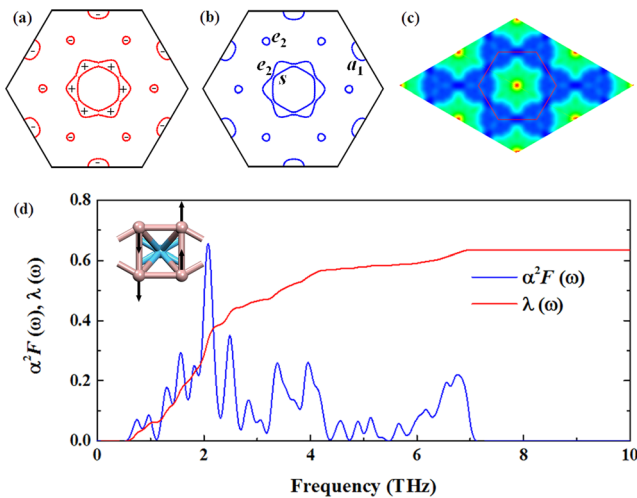 (a) (b) (c)
- - e₂ a₁
+ + + + + + e₂ s
- - - - - - - - - -
(d)
0.8
0.6
0.4
0.2
0.0
α²F (ω), λ (ω)
α²F (ω)
λ (ω)
0 2 4 6 8 10
Frequency (THz)